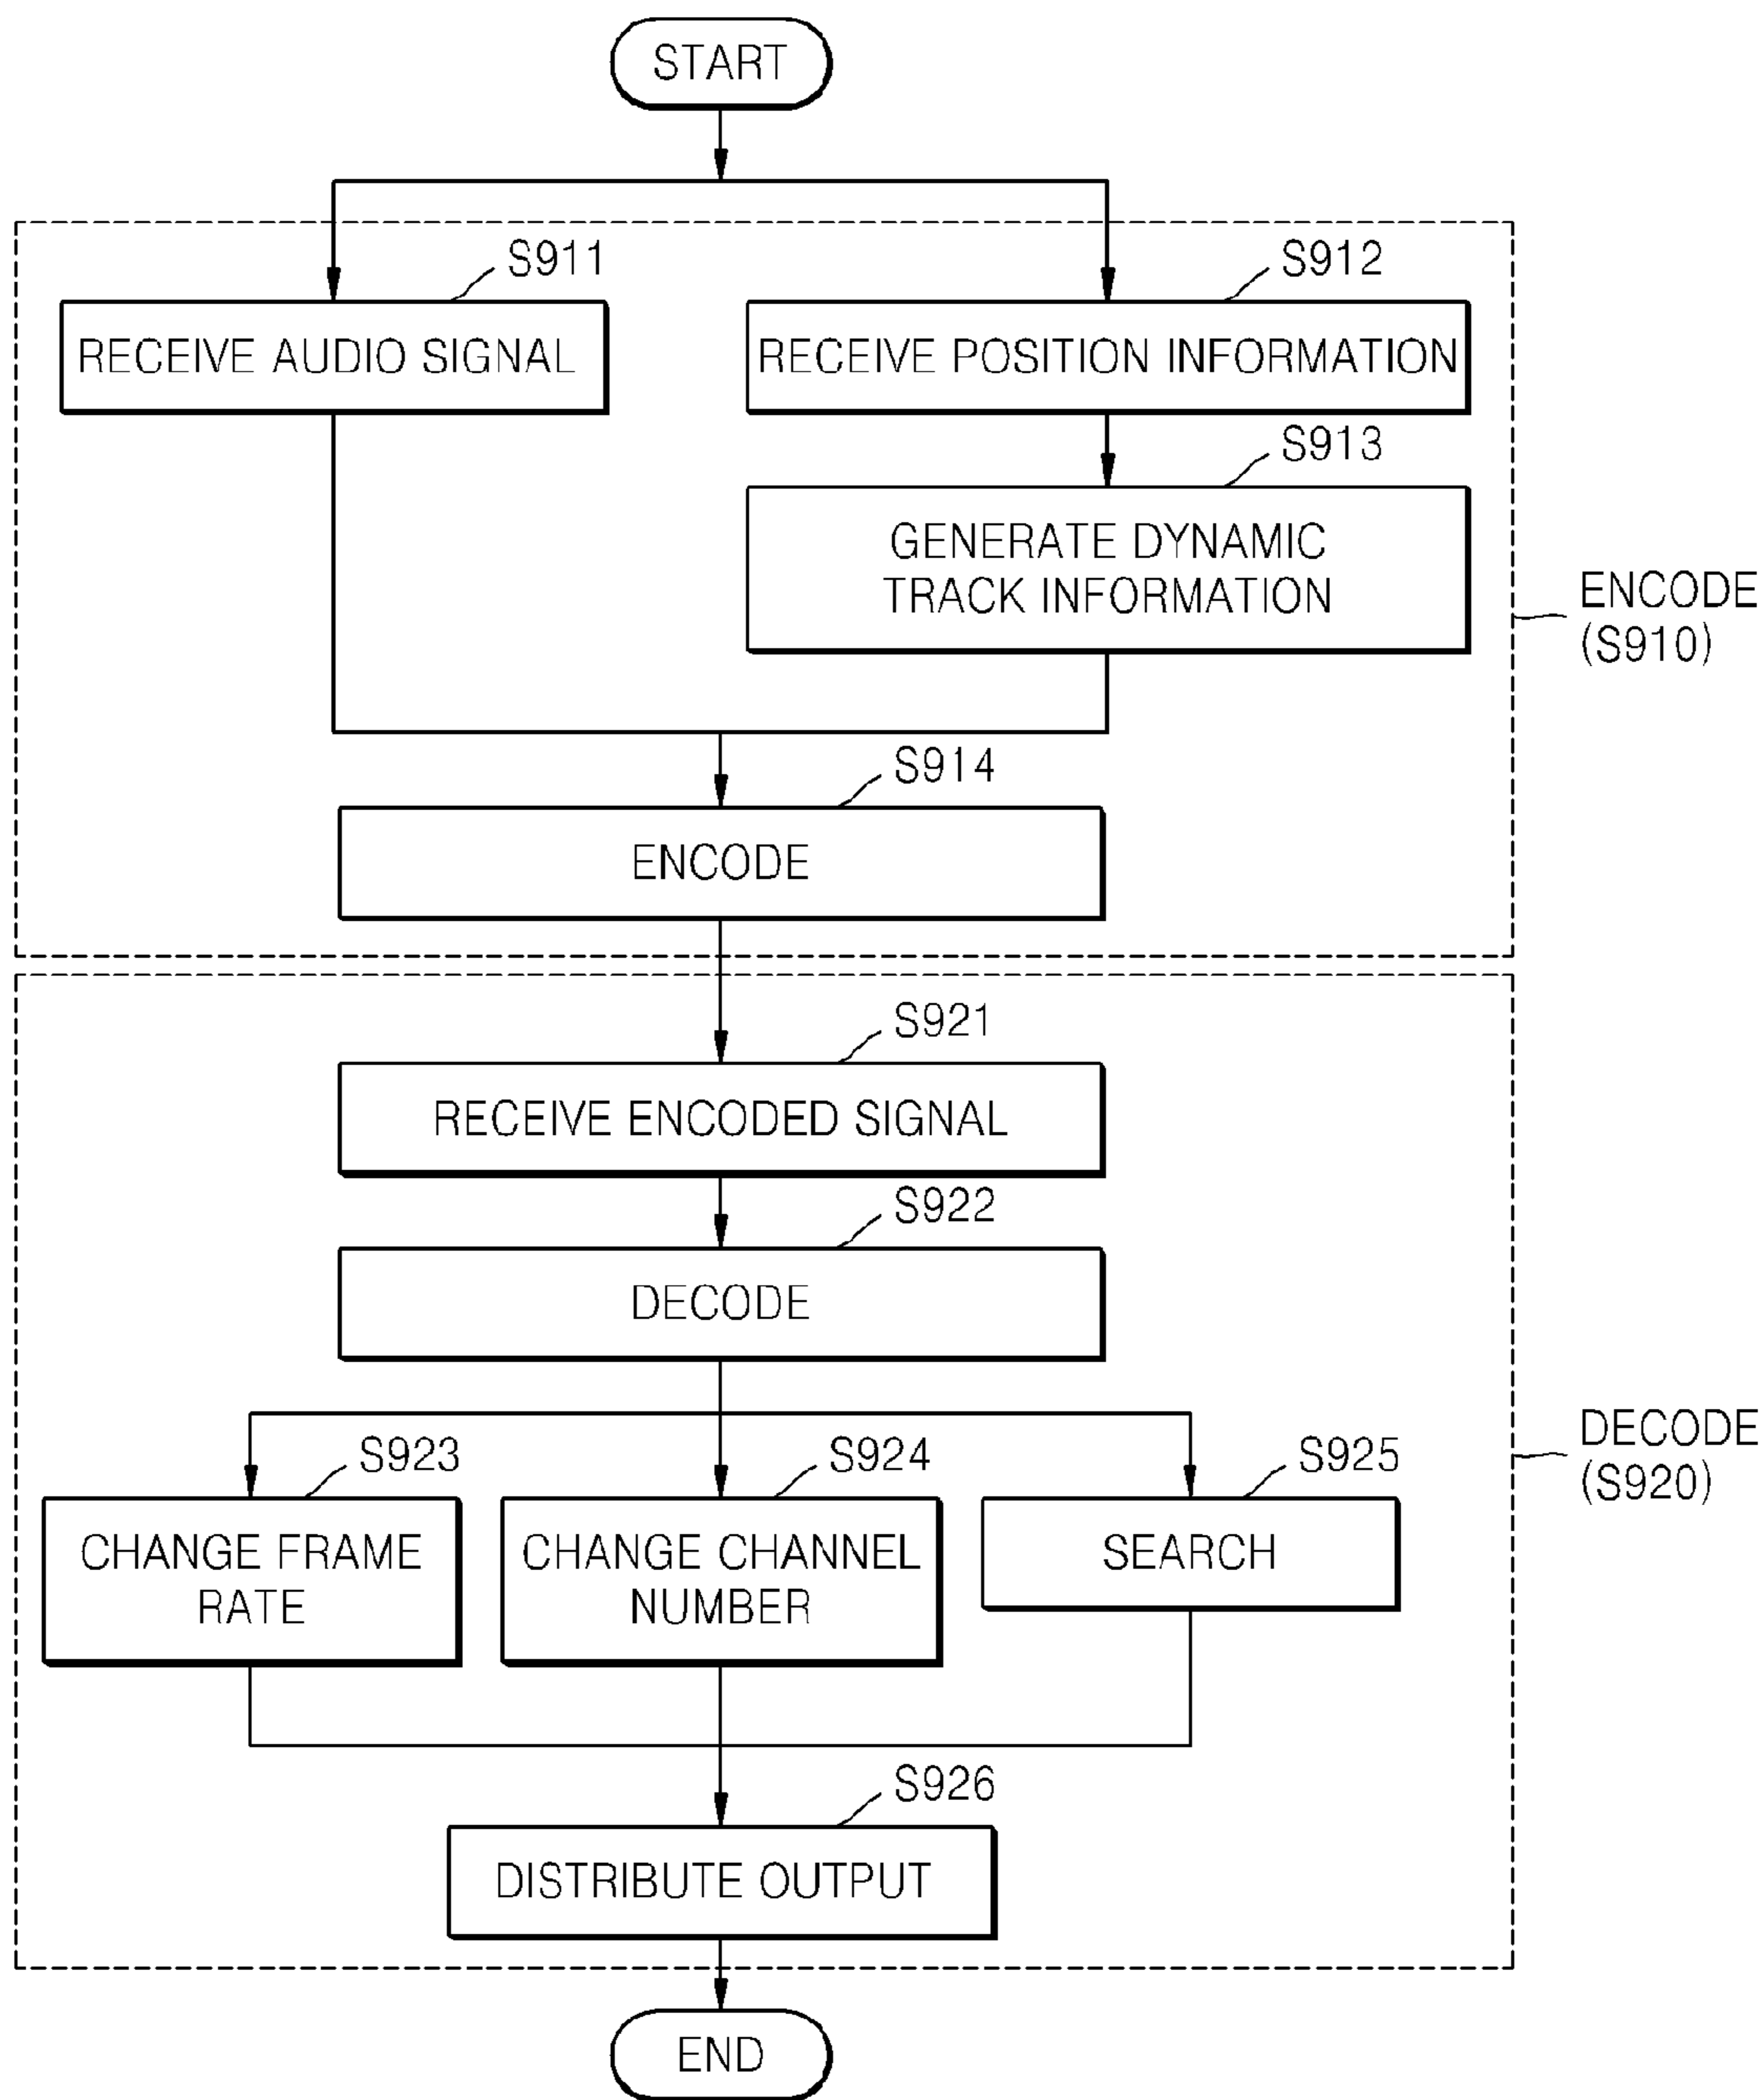 START
S911
S912
RECEIVE AUDIO SIGNAL
RECEIVE POSITION INFORMATION
S913
GENERATE DYNAMIC
TRACK INFORMATION
ENCODE
(S910)
S914
ENCODE
S921
RECEIVE ENCODED SIGNAL
S922
DECODE
DECODE
(S920)
S923
S924
S925
CHANGE FRAME
RATE
CHANGE CHANNEL
NUMBER
SEARCH
S926
DISTRIBUTE OUTPUT
END